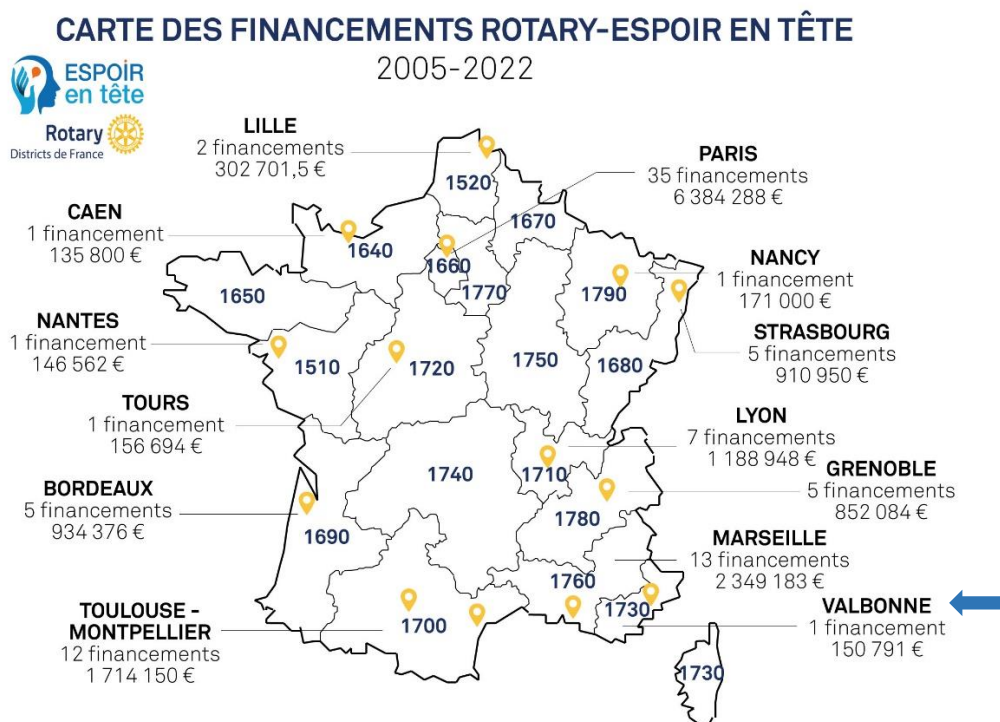 CARTE DES FINANCEMENTS ROTARY-ESPOIR EN TÊTE
2005-2022
ESPOIR
en tête
Rotary
Districts de France
LILLE
2 financements
302 701,5 €
PARIS
35 financements
6 384 288 €
CAEN
1 financement
135 800 €
NANCY
1 financement
171 000 €
NANTES
1 financement
146 562 €
STRASBOURG
5 financements
910 950 €
TOURS
1 financement
156 694 €
LYON
7 financements
1 188 948 €
BORDEAUX
5 financements
934 376 €
GRENOBLE
5 financements
852 084 €
MARSEILLE
13 financements
2 349 183 €
TOULOUSE -
MONTPELLIER
12 financements
1 714 150 €
VALBONNE
1 financement
150 791 €
1520
1670
1640
1660
1650
1770
1790
1510
1720
1750
1680
1740
1710
1780
1690
1760
1700
1730
1730